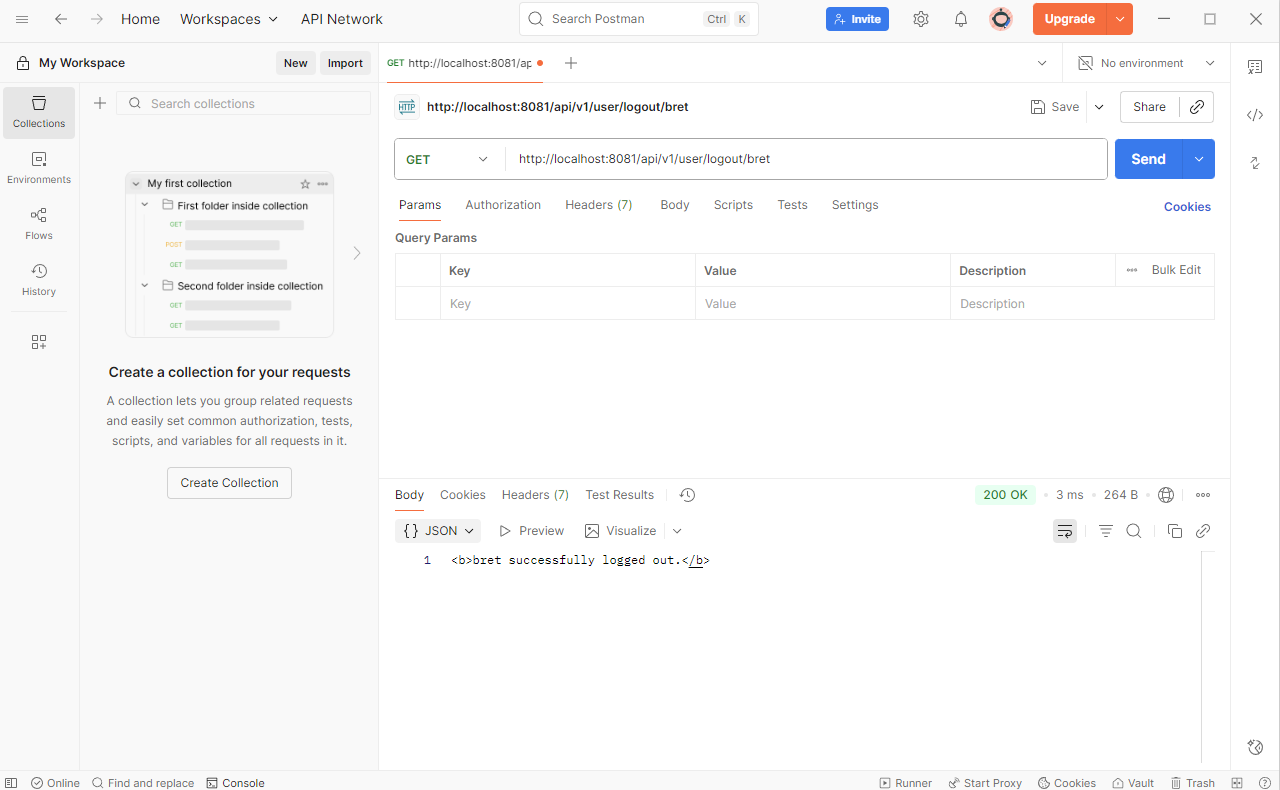 Home Workspaces API Network Search Postman Ctrl K Invite Upgrade
My Workspace New Import GET http://localhost:8081/ap No environment
Collections
Environments
Flows
History
Search collections
My first collection
First folder inside collection
GET
POST
GET
Second folder inside collection
GET
GET
Create a collection for your requests
A collection lets you group related requests
and easily set common authorization, tests,
scripts, and variables for all requests in it.
Create Collection
HTTP http://localhost:8081/api/v1/user/logout/bret Save Share
GET http://localhost:8081/api/v1/user/logout/bret Send
Params Authorization Headers (7) Body Scripts Tests Settings Cookies
Query Params
Key Value Description Bulk Edit
Key Value Description
Body Cookies Headers (7) Test Results 200 OK 3 ms 264 B
{} JSON Preview Visualize
1 <b>bret successfully logged out.</b>
Online Find and replace Console Runner Start Proxy Cookies Vault Trash